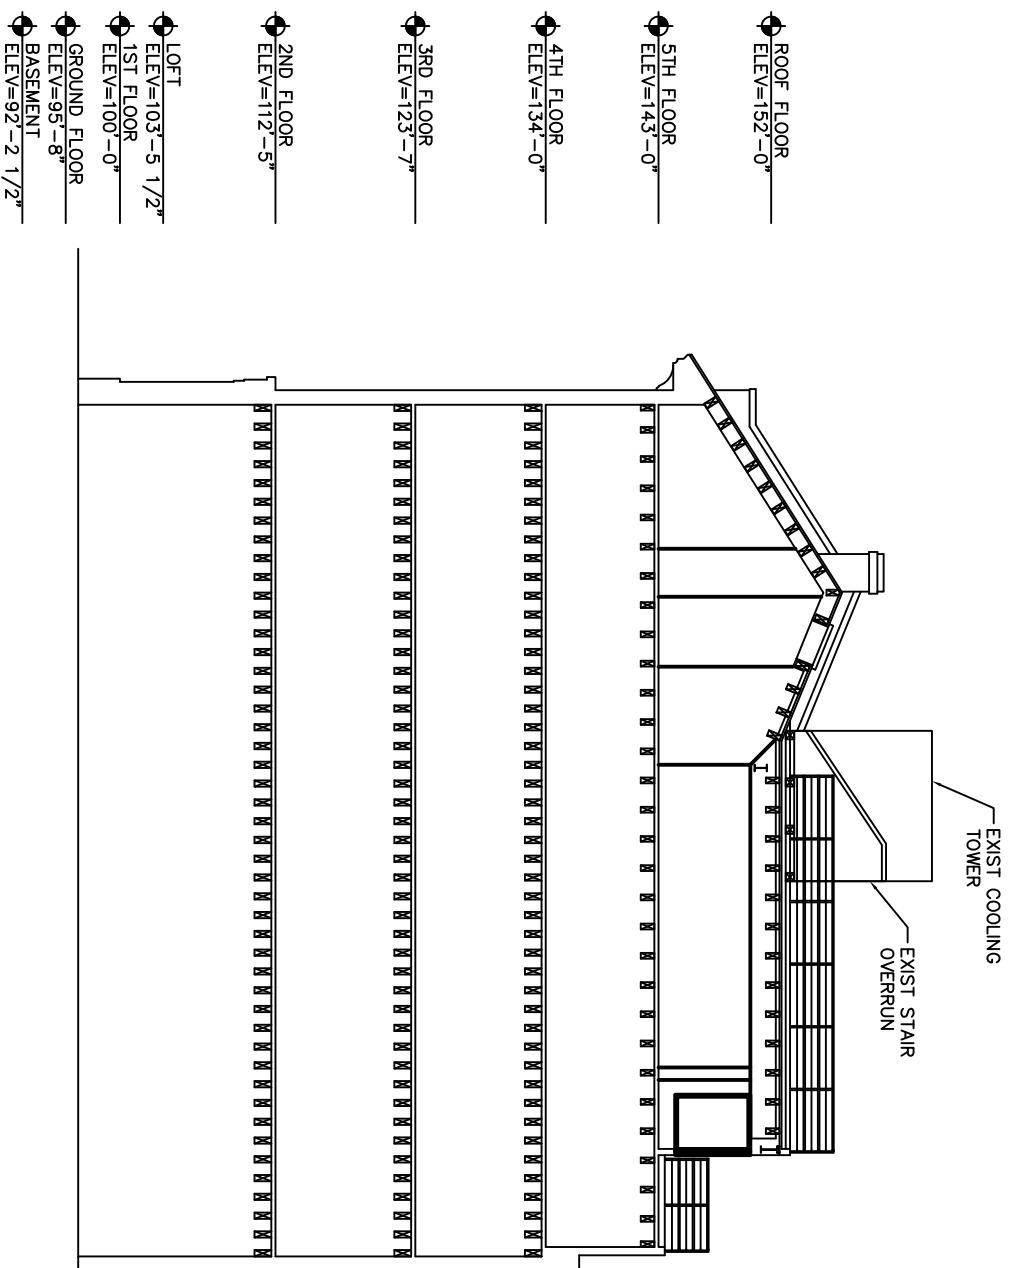 ROOF FLOOR
ELEV=152'-0"
5TH FLOOR
ELEV=143'-0"
4TH FLOOR
ELEV=134'-0"
3RD FLOOR
ELEV=123'-7"
2ND FLOOR
ELEV=112'-5"
LOFT
ELEV=103'-5 1/2"
1ST FLOOR
ELEV=100'-0"
GROUND FLOOR
ELEV=95'-8"
BASEMENT
ELEV=92'-2 1/2"
EXIST COOLING
TOWER
EXIST STAIR
OVERRUN